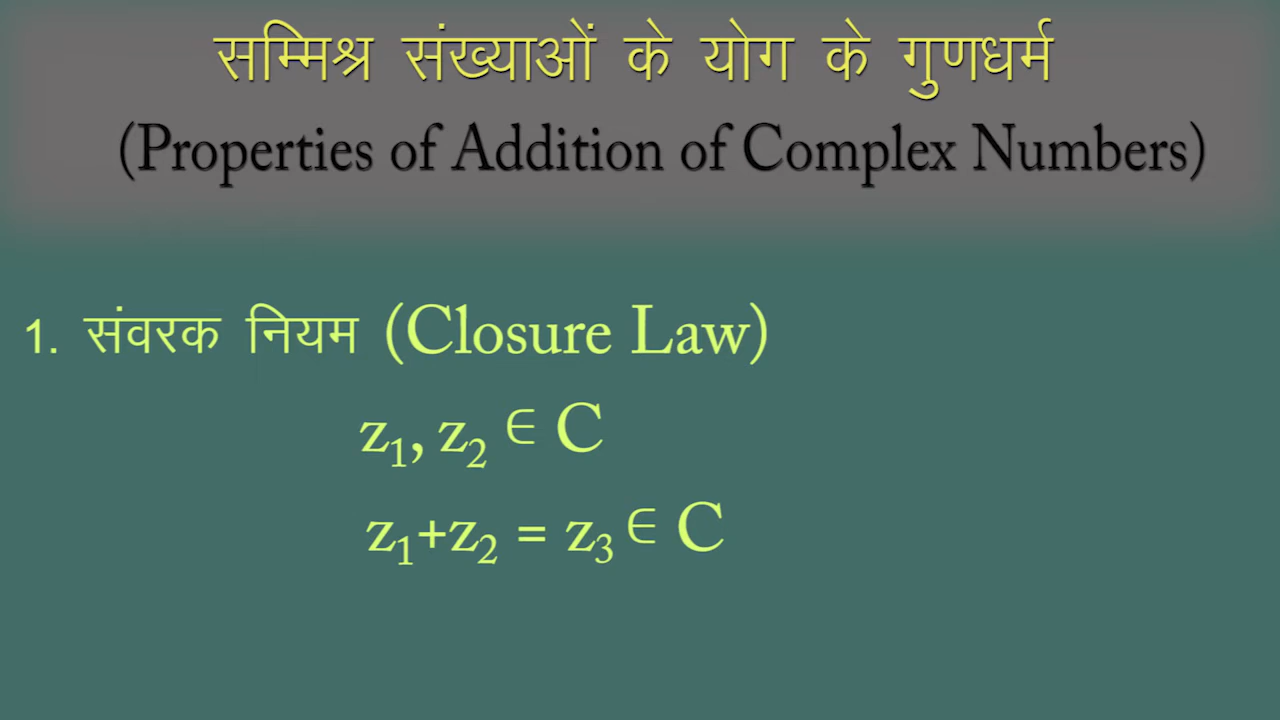 सम्मिश्र संख्याओं के योग के गुणधर्म
(Properties of Addition of Complex Numbers)
1. संवरक नियम (Closure Law)
z₁, z₂ ∈ C
z₁+z₂ = z₃ ∈ C